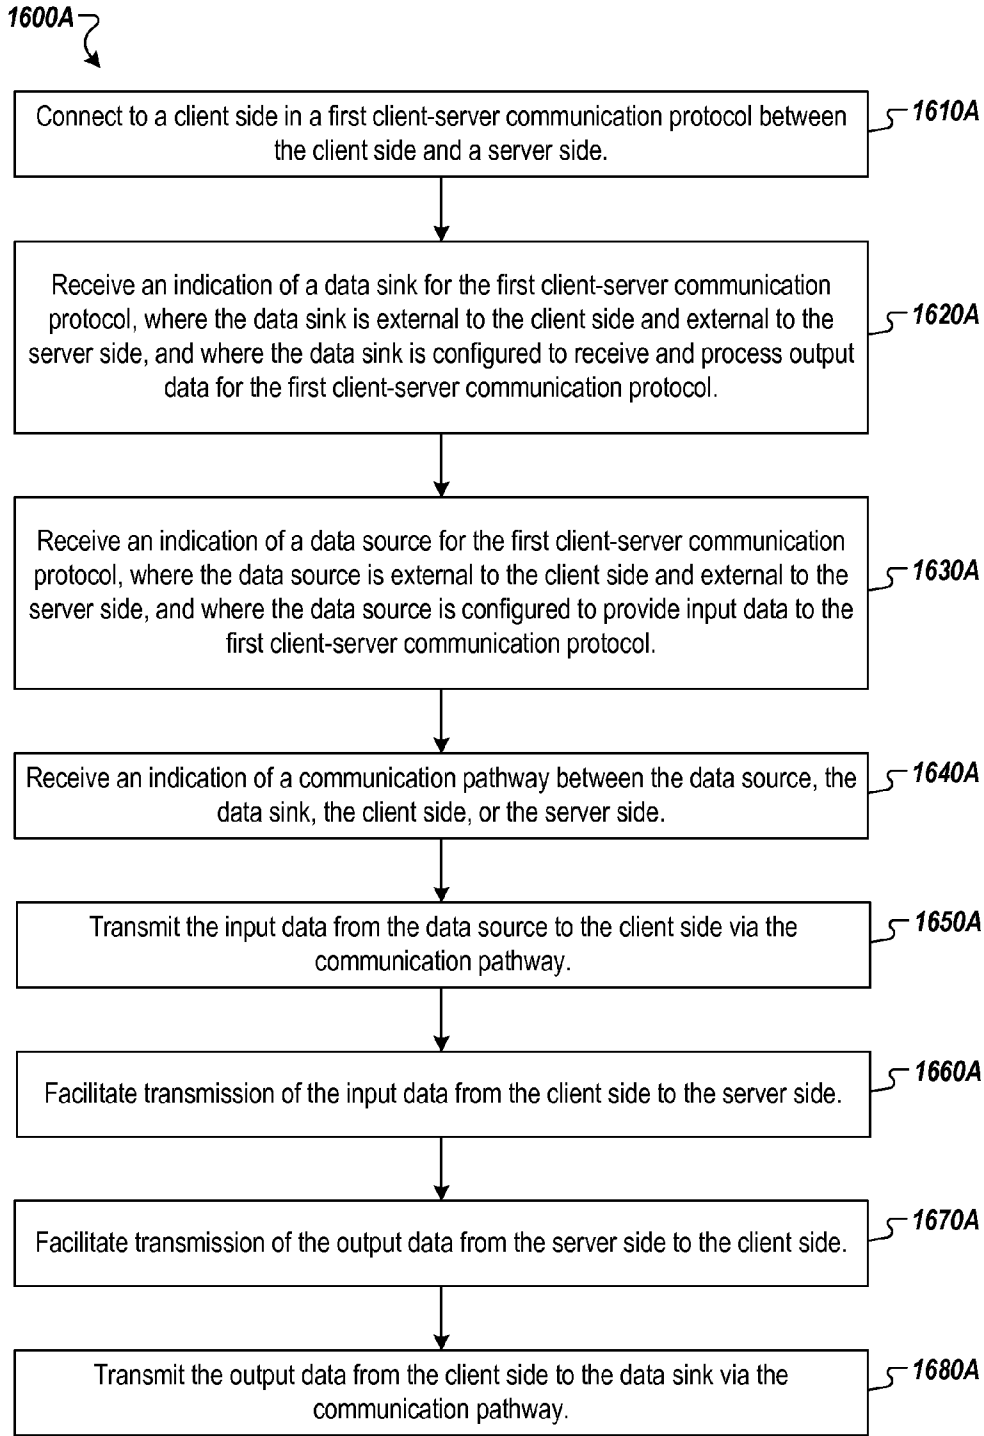 1600A
Connect to a client side in a first client-server communication protocol between
the client side and a server side.
1610A
Receive an indication of a data sink for the first client-server communication
protocol, where the data sink is external to the client side and external to the
server side, and where the data sink is configured to receive and process output
data for the first client-server communication protocol.
1620A
Receive an indication of a data source for the first client-server communication
protocol, where the data source is external to the client side and external to the
server side, and where the data source is configured to provide input data to the
first client-server communication protocol.
1630A
Receive an indication of a communication pathway between the data source, the
data sink, the client side, or the server side.
1640A
Transmit the input data from the data source to the client side via the
communication pathway.
1650A
Facilitate transmission of the input data from the client side to the server side.
1660A
Facilitate transmission of the output data from the server side to the client side.
1670A
Transmit the output data from the client side to the data sink via the
communication pathway.
1680A